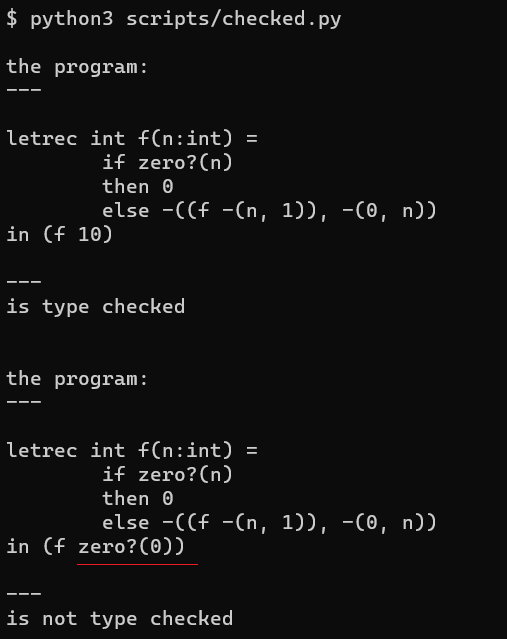 $ python3 scripts/checked.py
the program:
---
letrec int f(n:int) =
if zero?(n)
then 0
else -((f -(n, 1)), -(0, n))
in (f 10)
---
is type checked
the program:
---
letrec int f(n:int) =
if zero?(n)
then 0
else -((f -(n, 1)), -(0, n))
in (f zero?(0))
---
is not type checked